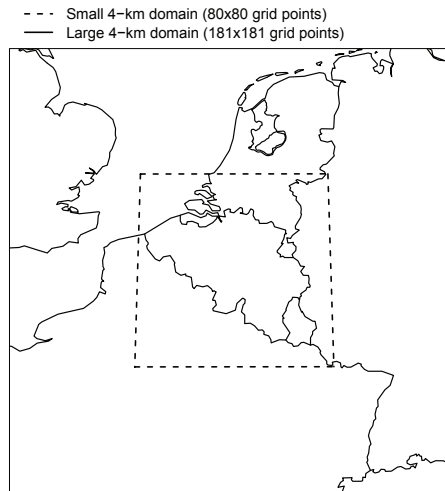 Small 4−km domain (80x80 grid points)
Large 4−km domain (181x181 grid points)